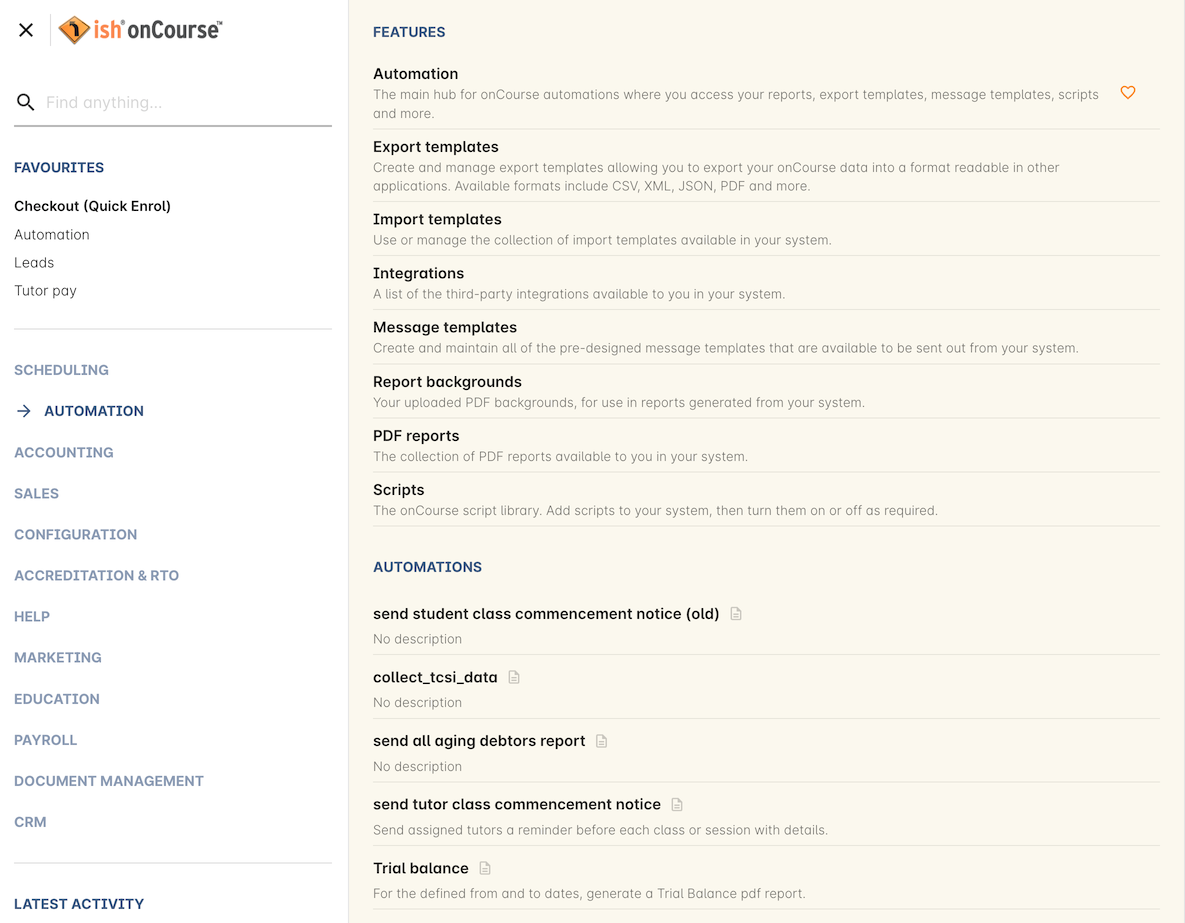 ish® onCourse™
Find anything...
FAVOURITES
Checkout (Quick Enrol)
Automation
Leads
Tutor pay
SCHEDULING
AUTOMATION
ACCOUNTING
SALES
CONFIGURATION
ACCREDITATION & RTO
HELP
MARKETING
EDUCATION
PAYROLL
DOCUMENT MANAGEMENT
CRM
LATEST ACTIVITY
FEATURES
Automation
The main hub for onCourse automations where you access your reports, export templates, message templates, scripts
and more.
Export templates
Create and manage export templates allowing you to export your onCourse data into a format readable in other
applications. Available formats include CSV, XML, JSON, PDF and more.
Import templates
Use or manage the collection of import templates available in your system.
Integrations
A list of the third-party integrations available to you in your system.
Message templates
Create and maintain all of the pre-designed message templates that are available to be sent out from your system.
Report backgrounds
Your uploaded PDF backgrounds, for use in reports generated from your system.
PDF reports
The collection of PDF reports available to you in your system.
Scripts
The onCourse script library. Add scripts to your system, then turn them on or off as required.
AUTOMATIONS
send student class commencement notice (old)
No description
collect_tcsi_data
No description
send all aging debtors report
No description
send tutor class commencement notice
Send assigned tutors a reminder before each class or session with details.
Trial balance
For the defined from and to dates, generate a Trial Balance pdf report.